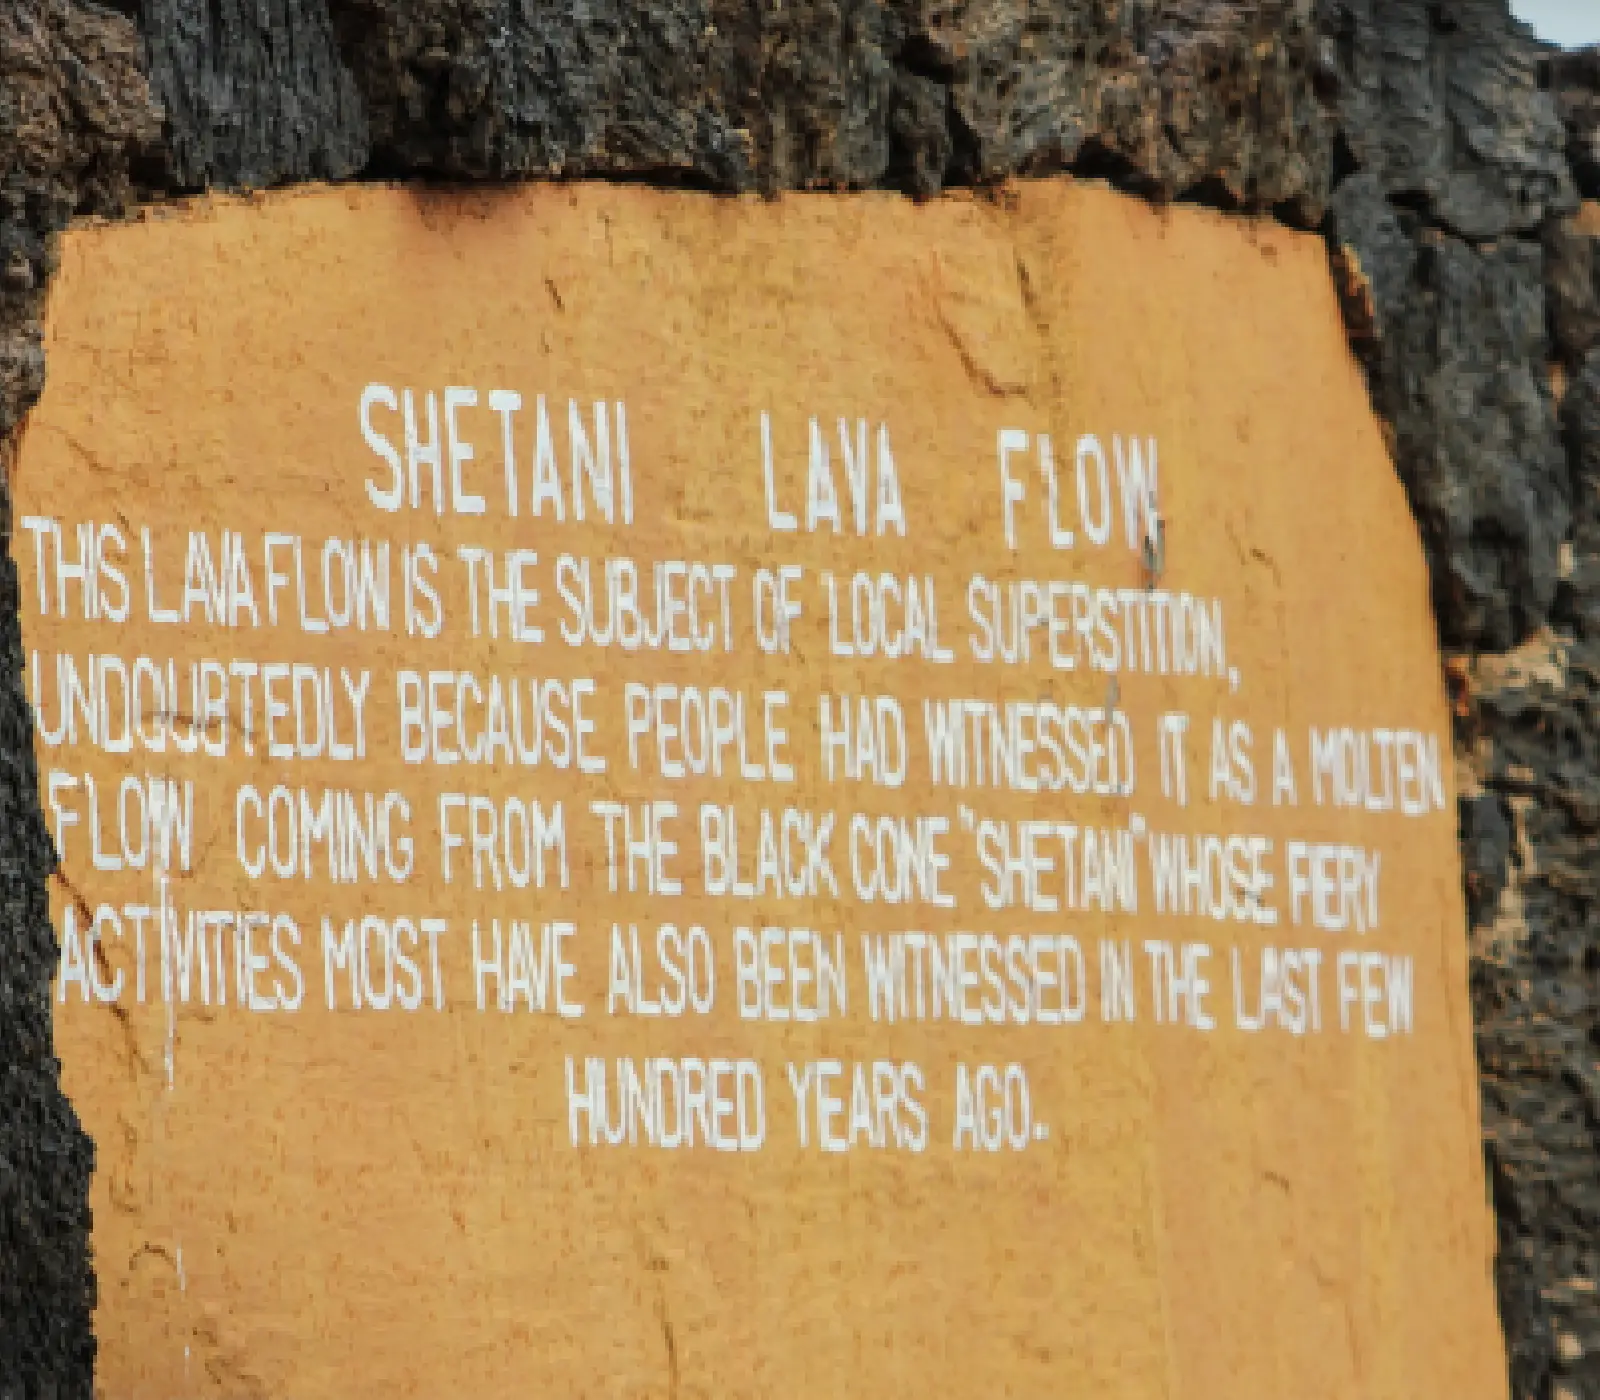 SHETANI LAVA FLOW
THIS LAVA FLOW IS THE SUBJECT OF LOCAL SUPERSTITION,
UNDOUBTEDLY BECAUSE PEOPLE HAD WITNESSED IT AS A MOLTEN
FLOW COMING FROM THE BLACK CONE "SHETANI" WHOSE FIERY
ACTIVITIES MOST HAVE ALSO BEEN WITNESSED IN THE LAST FEW
HUNDRED YEARS AGO.